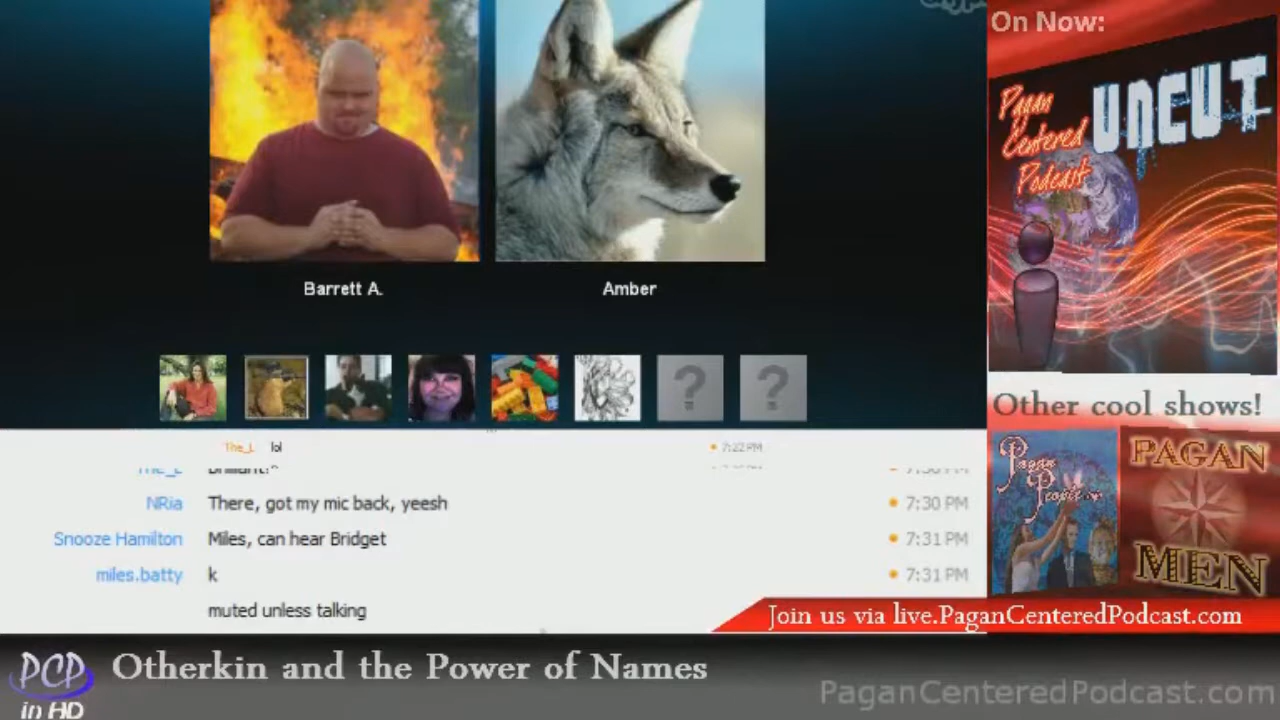 On Now:
Pagan
Centered
Podcast
UNCUT
Barrett A.
Amber
?
?
The_L lol 7:22 PM
NRia There, got my mic back, yeesh 7:30 PM
Snooze Hamilton Miles, can hear Bridget 7:31 PM
miles.batty k 7:31 PM
muted unless talking
Other cool shows!
Pagan
People
PAGAN
MEN
Join us via live.PaganCenteredPodcast.com
PCP
in HD
Otherkin and the Power of Names
PaganCenteredPodcast.com